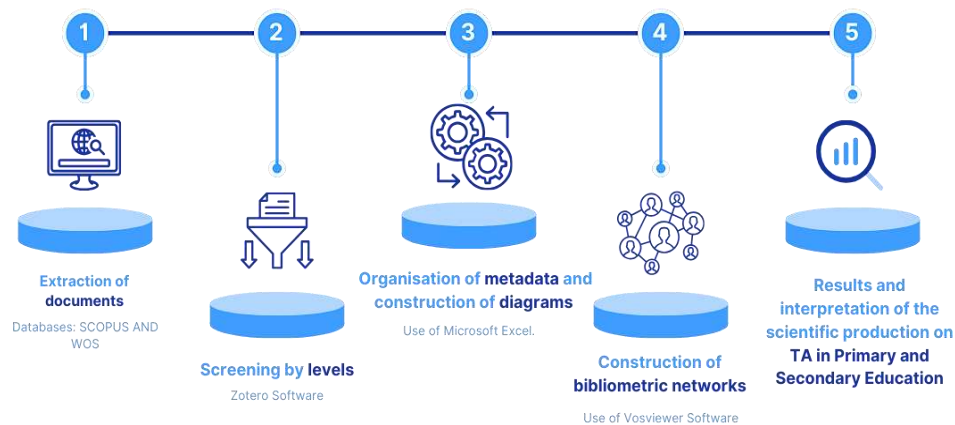 1
2
3
4
5
Extraction of
documents
Databases: SCOPUS AND
WOS
Screening by levels
Zotero Software
Organisation of metadata and
construction of diagrams
Use of Microsoft Excel.
Construction of
bibliometric networks
Use of Vosviewer Software
Results and
interpretation of the
scientific production on
TA in Primary and
Secondary Education